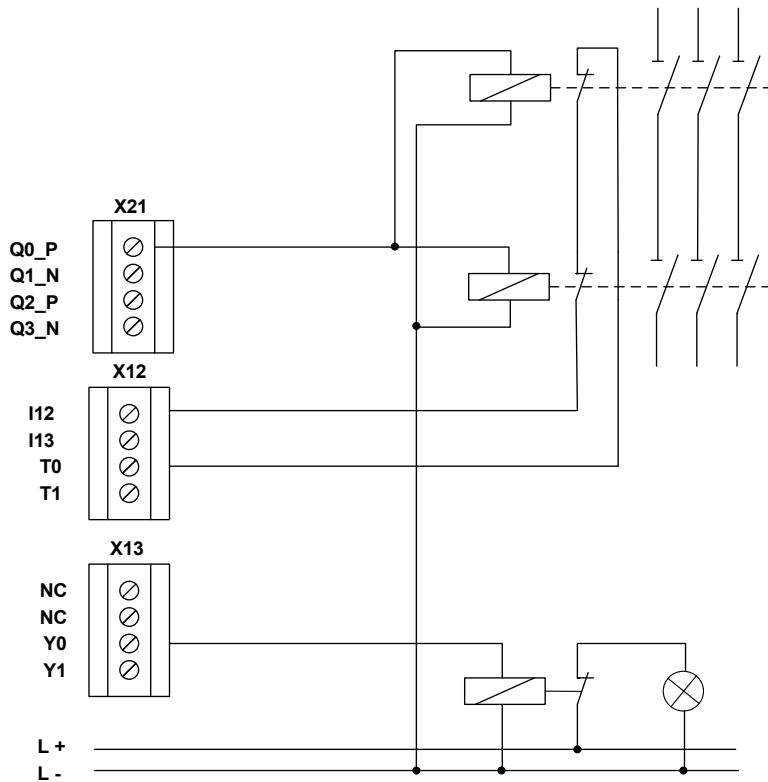 X21
Q0_P
Q1_N
Q2_P
Q3_N
X12
I12
I13
T0
T1
X13
NC
NC
Y0
Y1
L +
L -